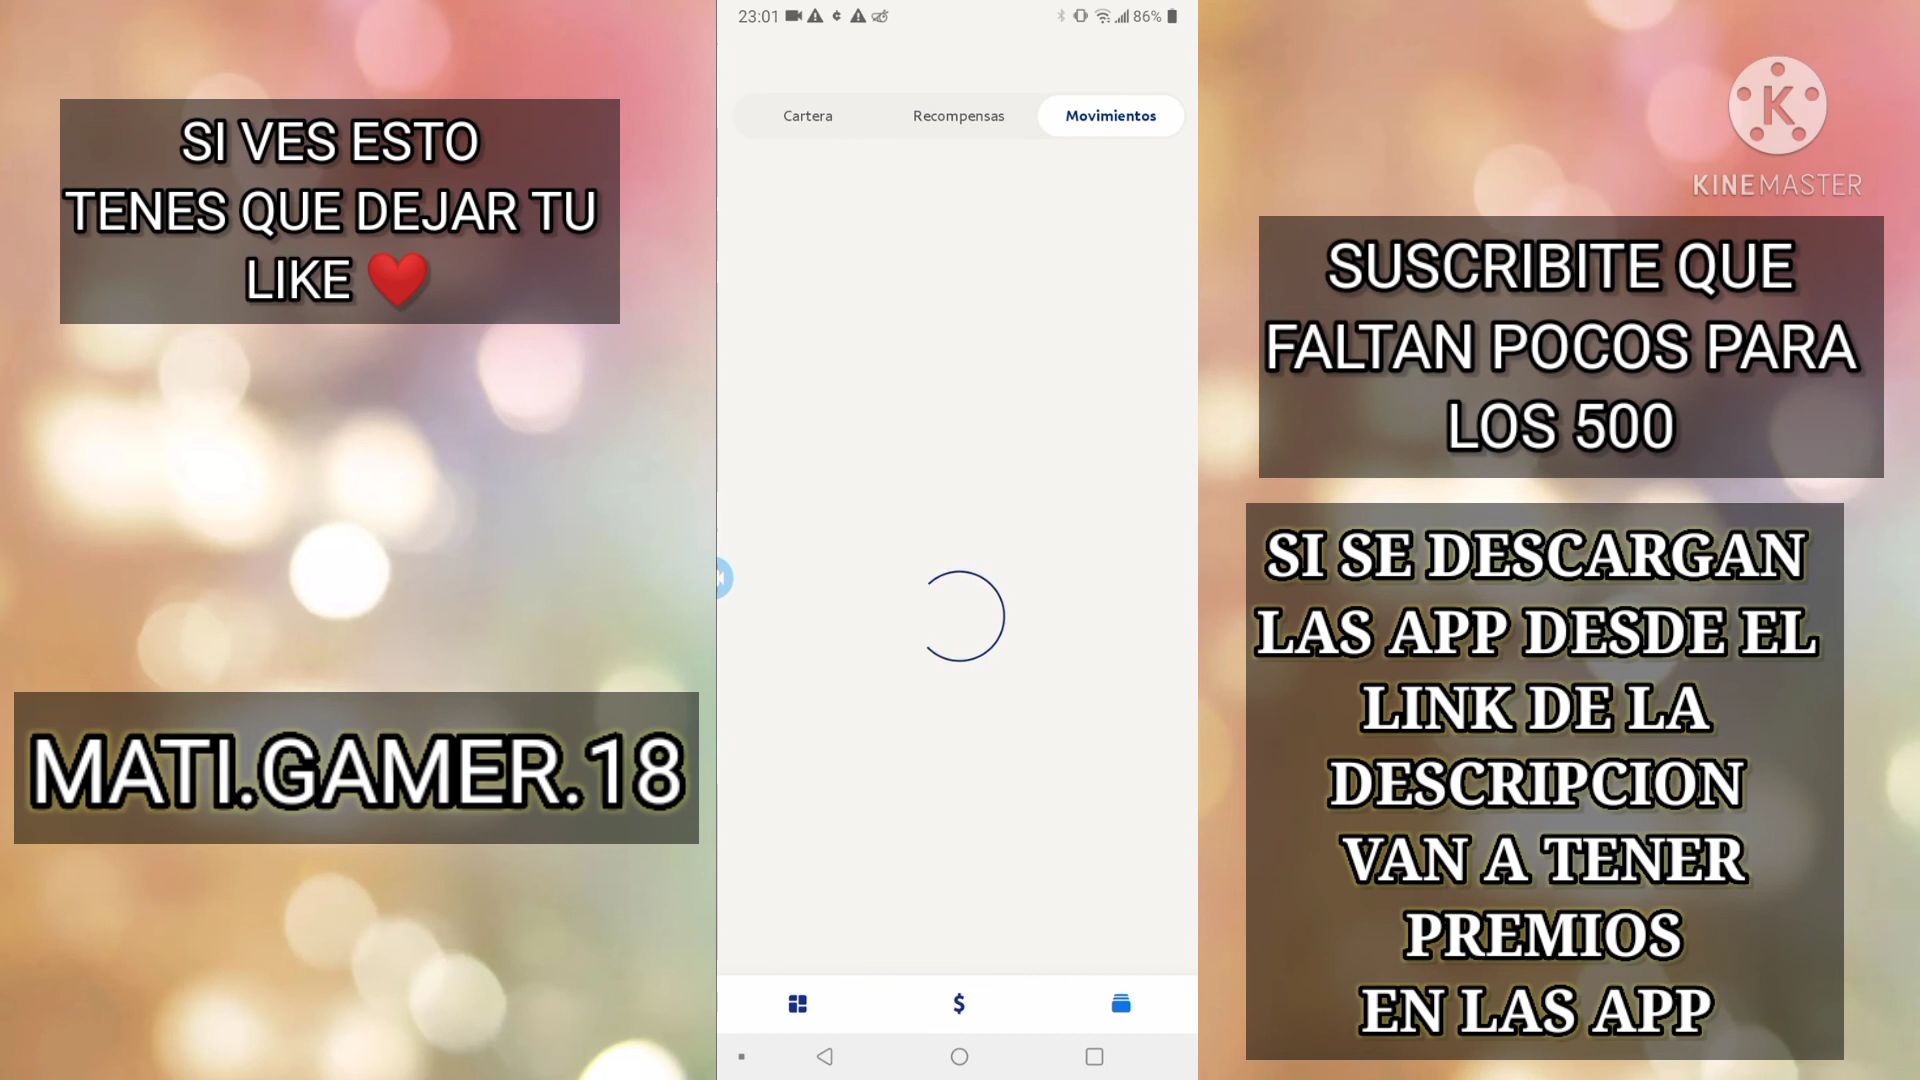 SI VES ESTO
TENES QUE DEJAR TU
LIKE ❤️
MATI.GAMER.18
23:01
86%
Cartera Recompensas Movimientos
KINEMASTER
SUSCRIBITE QUE
FALTAN POCOS PARA
LOS 500
SI SE DESCARGAN
LAS APP DESDE EL
LINK DE LA
DESCRIPCION
VAN A TENER
PREMIOS
EN LAS APP